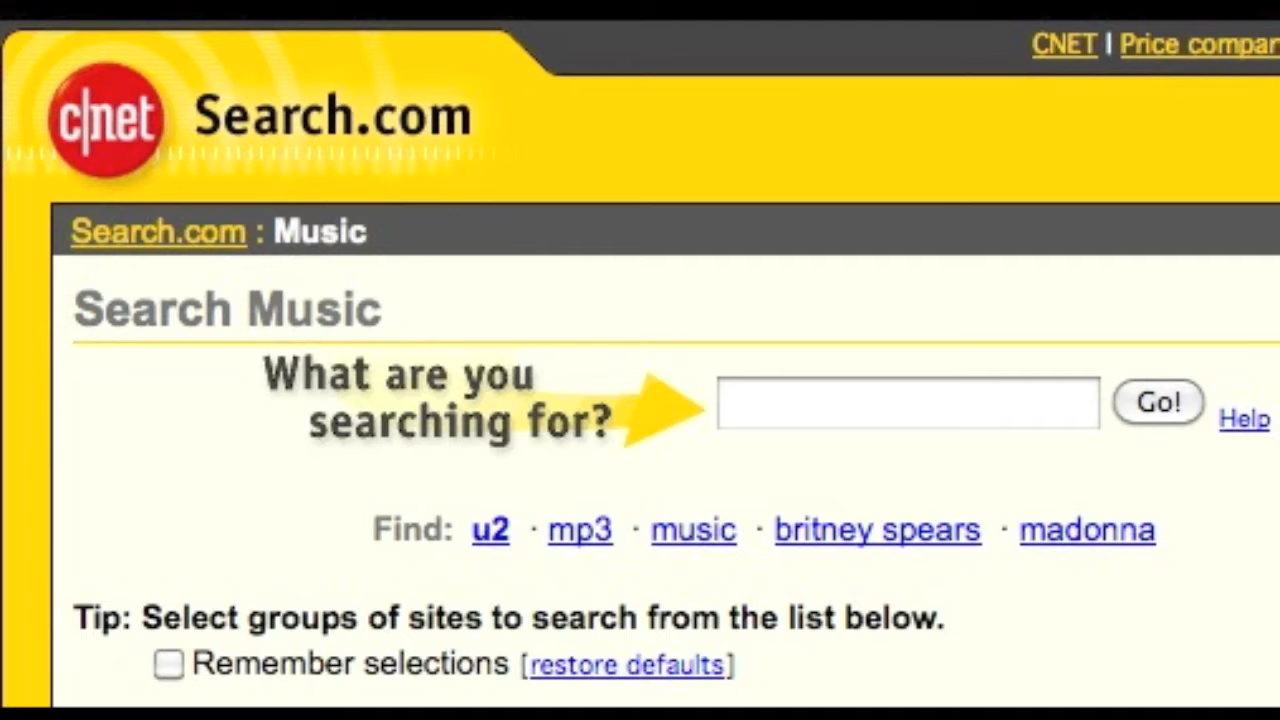 CNET | Price compar
c|net Search.com
Search.com : Music
Search Music
What are you
searching for?
Go!
Help
Find: u2 · mp3 · music · britney spears · madonna
Tip: Select groups of sites to search from the list below.
Remember selections [restore defaults]